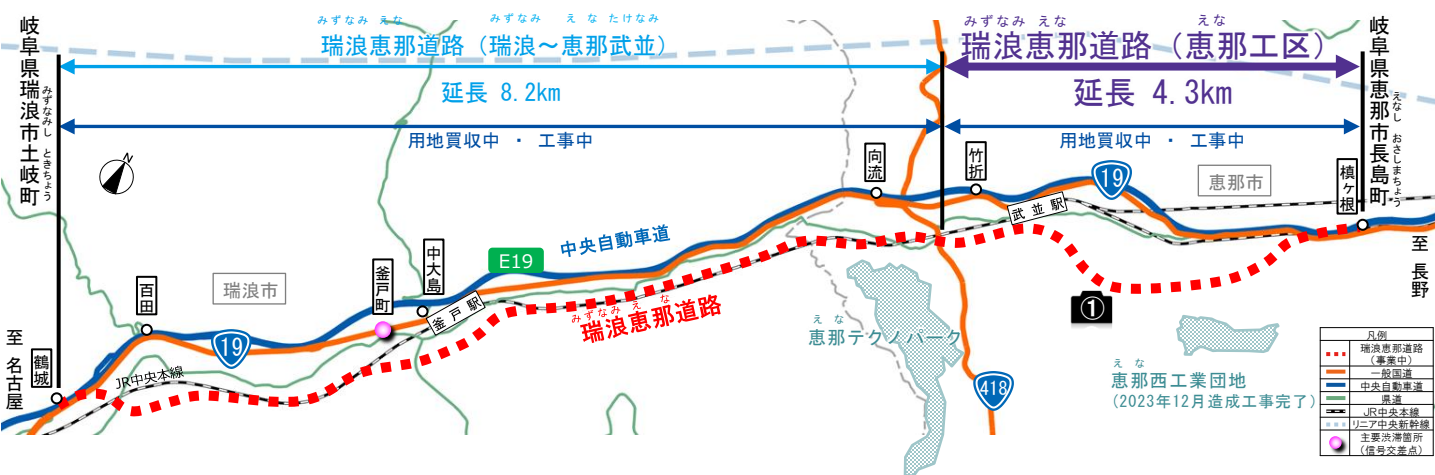 みずなみ えな
みずなみ えなたけなみ
瑞浪恵那道路（瑞浪～恵那武並）
延長 8.2km
用地買収中 ・ 工事中
みずなみ えな
えな
瑞浪恵那道路（恵那工区）
延長 4.3km
用地買収中 ・ 工事中
岐阜県瑞浪市土岐町
みずなみし ときちょう
岐阜県恵那市長島町
えなし おさしまちょう
N
向流
竹折
19
恵那市
槙ヶ根
武並駅
至 長野
中央自動車道
E19
中大島
釜戸町
釜戸駅
瑞浪市
百田
19
至 名古屋
鶴城
JR中央本線
みずなみ えな
瑞浪恵那道路
えな
恵那テクノパーク
①
418
えな
恵那西工業団地
(2023年12月造成工事完了)
凡例
瑞浪恵那道路
（事業中）
一般国道
中央自動車道
県道
JR中央本線
リニア中央新幹線
主要渋滞箇所
（信号交差点）